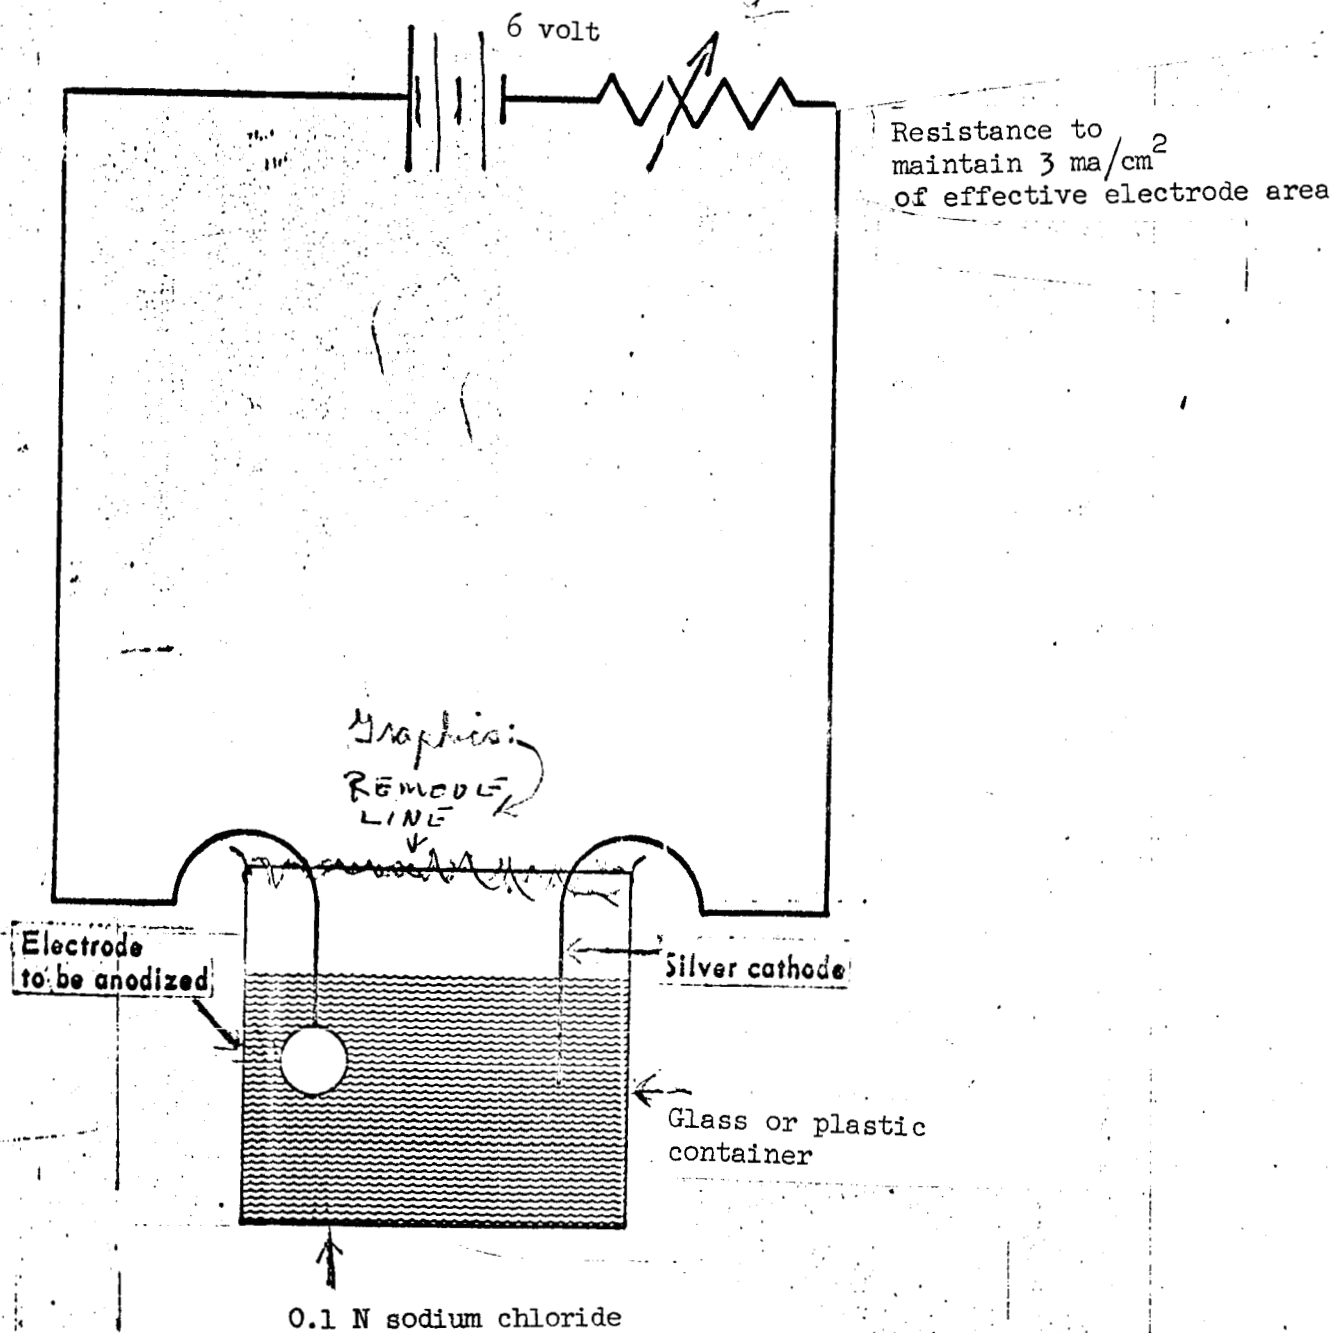 6 volt
Resistance to
maintain 3 ma/cm²
of effective electrode area
Graphics:
REMOVE
LINE
Electrode
to be anodized
Silver cathode
Glass or plastic
container
0.1 N sodium chloride